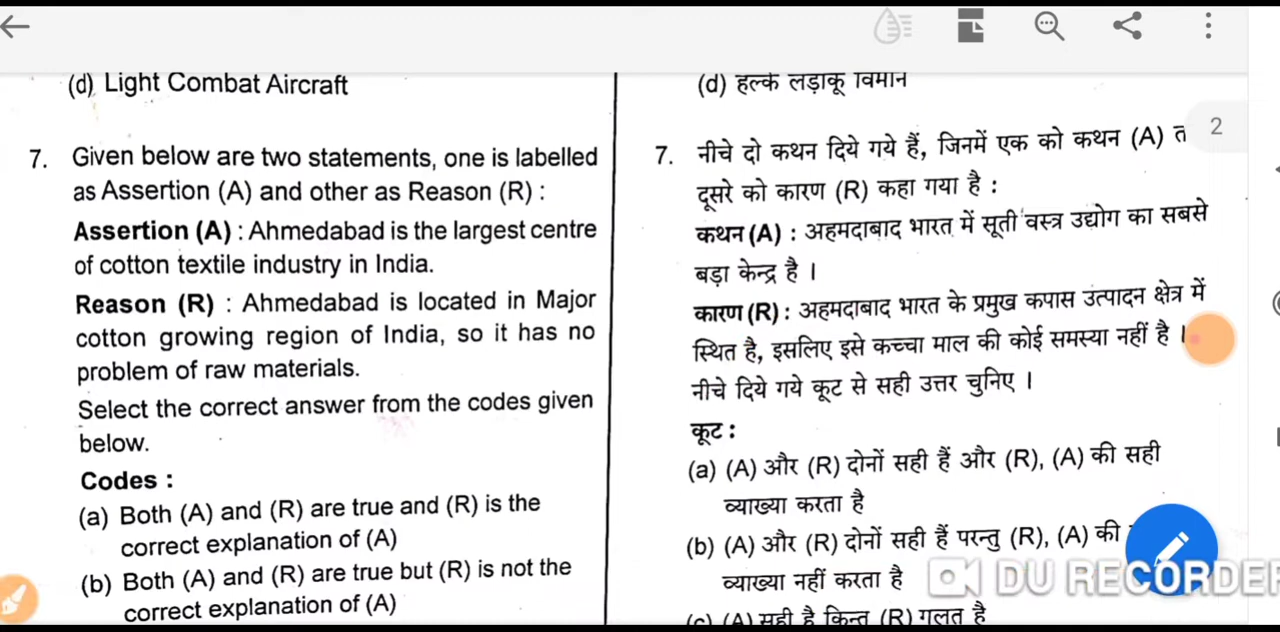 (d) Light Combat Aircraft
7. Given below are two statements, one is labelled
as Assertion (A) and other as Reason (R) :
Assertion (A) : Ahmedabad is the largest centre
of cotton textile industry in India.
Reason (R) : Ahmedabad is located in Major
cotton growing region of India, so it has no
problem of raw materials.
Select the correct answer from the codes given
below.
Codes :
(a) Both (A) and (R) are true and (R) is the
correct explanation of (A)
(b) Both (A) and (R) are true but (R) is not the
correct explanation of (A)
(d) हल्के लड़ाकू विमान
2
7. नीचे दो कथन दिये गये हैं, जिनमें एक को कथन (A) त
दूसरे को कारण (R) कहा गया है :
कथन (A) : अहमदाबाद भारत में सूती वस्त्र उद्योग का सबसे
बड़ा केन्द्र है ।
कारण (R) : अहमदाबाद भारत के प्रमुख कपास उत्पादन क्षेत्र में
स्थित है, इसलिए इसे कच्चा माल की कोई समस्या नहीं है ।
नीचे दिये गये कूट से सही उत्तर चुनिए ।
कूट :
(a) (A) और (R) दोनों सही हैं और (R), (A) की सही
व्याख्या करता है
(b) (A) और (R) दोनों सही हैं परन्तु (R), (A) की
व्याख्या नहीं करता है
(c) (A) सही है किन्तु (R) गलत है
DU RECORDER